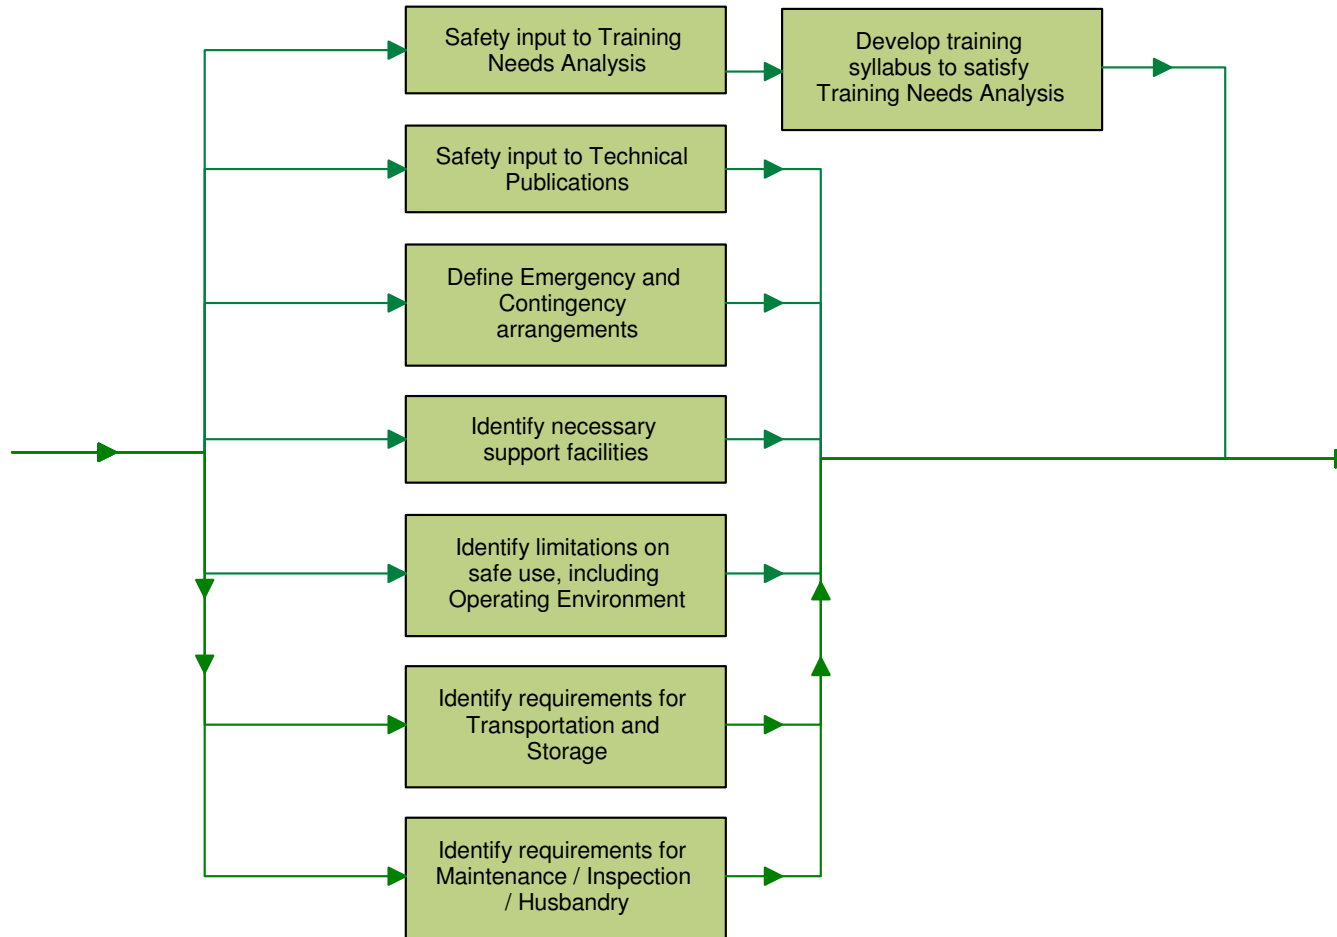 Safety input to Training
Needs Analysis
Develop training
syllabus to satisfy
Training Needs Analysis
Safety input to Technical
Publications
Define Emergency and
Contingency
arrangements
Identify necessary
support facilities
Identify limitations on
safe use, including
Operating Environment
Identify requirements for
Transportation and
Storage
Identify requirements for
Maintenance / Inspection
/ Husbandry